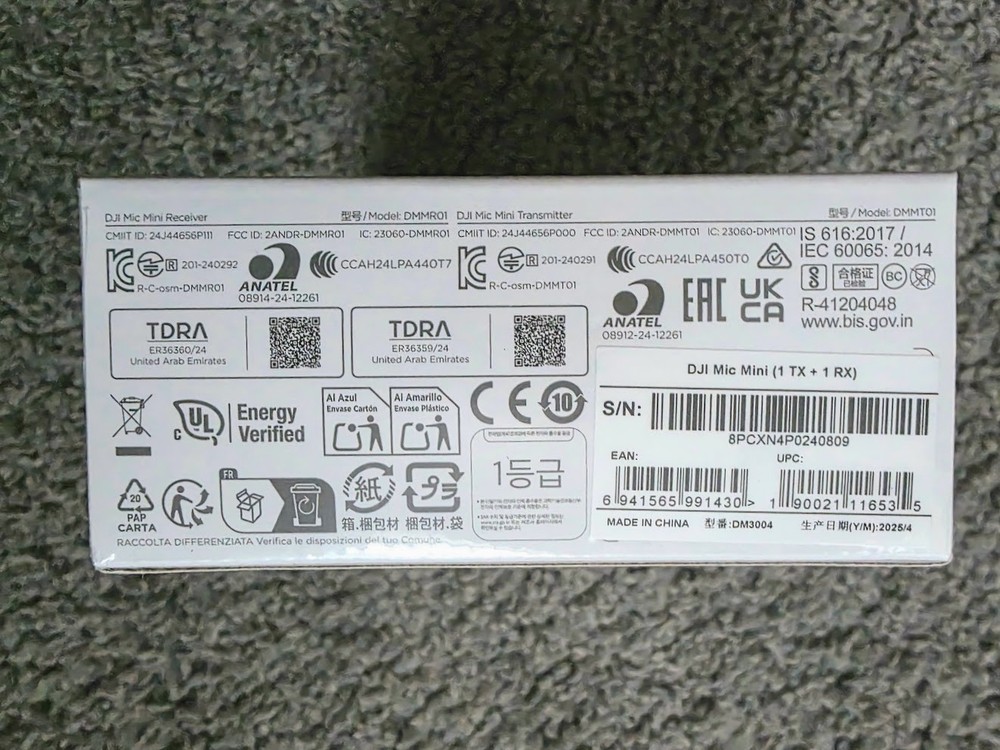 DJI Mic Mini Receiver 型号/Model: DMMR01
CMIIT ID: 24J44656P111 FCC ID: 2ANDR-DMMR01 IC: 23060-DMMR01
R 201-240292
R-C-osm-DMMR01
ANATEL
08914-24-12261
CCAH24LPA440T7
DJI Mic Mini Transmitter 型号/Model: DMMT01
CMIIT ID: 24J44656P000 FCC ID: 2ANDR-DMMT01 IC: 23060-DMMT01
R 201-240291
R-C-osm-DMMT01
CCAH24LPA450T0
ANATEL
08912-24-12261
EAC
UK
CA
IS 616:2017 /
IEC 60065: 2014
合格证
已检验
BC
R-41204048
www.bis.gov.in
TDRA
ER36360/24
United Arab Emirates
TDRA
ER36359/24
United Arab Emirates
c UL Energy
Verified
Al Azul
Envase Cartón
Al Amarillo
Envase Plástico
CE
10
1등급
20
PAP
CARTA
FR
紙
箱.梱包材
プラ
梱包材.袋
RACCOLTA DIFFERENZIATA Verifica le disposizioni del tuo Comune
DJI Mic Mini (1 TX + 1 RX)
S/N:
8PCXN4P0240809
EAN:
6 941565 991430 >
UPC:
1 90021 11653 5
MADE IN CHINA 型番:DM3004 生产日期(Y/M):2025/4